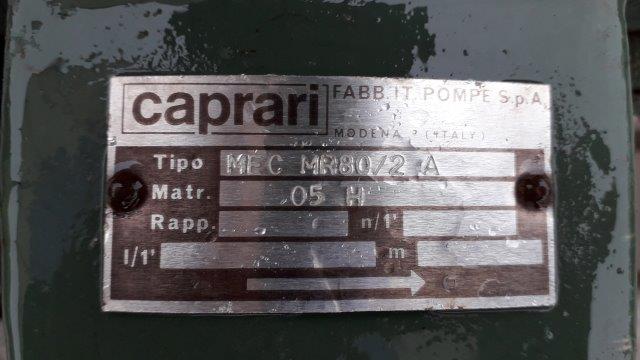 caprari FABB. IT. POMPE S.p.A.
MODENA (ITALY)
Tipo MEC MR80/2 A
Matr. 05 H
Rapp. n/1'
l/1' m